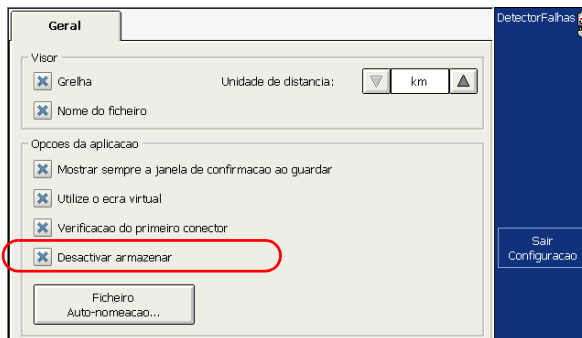 Geral
DetectorFalhas
Visor
Grelha
Unidade de distancia:
km
Nome do ficheiro
Opcoes da aplicacao
Mostrar sempre a janela de confirmacao ao guardar
Utilize o ecra virtual
Verificacao do primeiro conector
Desactivar armazenar
Sair
Configuracao
Ficheiro
Auto-nomeacao...